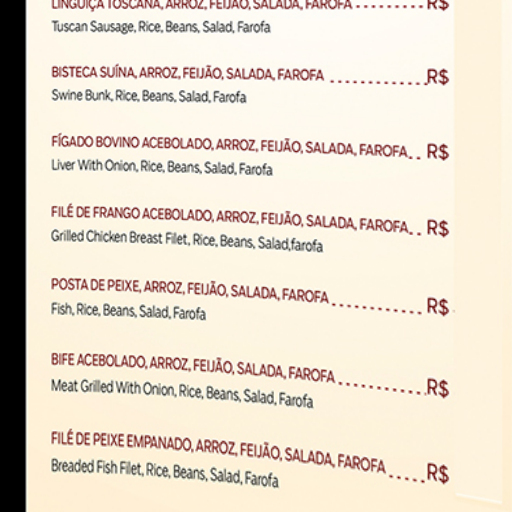 LINGUIÇA TOSCANA, ARROZ, FEIJÃO, SALADA, FAROFA ......... R$
Tuscan Sausage, Rice, Beans, Salad, Farofa
BISTECA SUÍNA, ARROZ, FEIJÃO, SALADA, FAROFA ............. R$
Swine Bunk, Rice, Beans, Salad, Farofa
FÍGADO BOVINO ACEBOLADO, ARROZ, FEIJÃO, SALADA, FAROFA.. R$
Liver With Onion, Rice, Beans, Salad, Farofa
FILÉ DE FRANGO ACEBOLADO, ARROZ, FEIJÃO, SALADA, FAROFA.. R$
Grilled Chicken Breast Filet, Rice, Beans, Salad,farofa
POSTA DE PEIXE, ARROZ, FEIJÃO, SALADA, FAROFA ............ R$
Fish, Rice, Beans, Salad, Farofa
BIFE ACEBOLADO, ARROZ, FEIJÃO, SALADA, FAROFA ............ R$
Meat Grilled With Onion, Rice, Beans, Salad, Farofa
FILÉ DE PEIXE EMPANADO, ARROZ, FEIJÃO, SALADA, FAROFA ..... R$
Breaded Fish Filet, Rice, Beans, Salad, Farofa